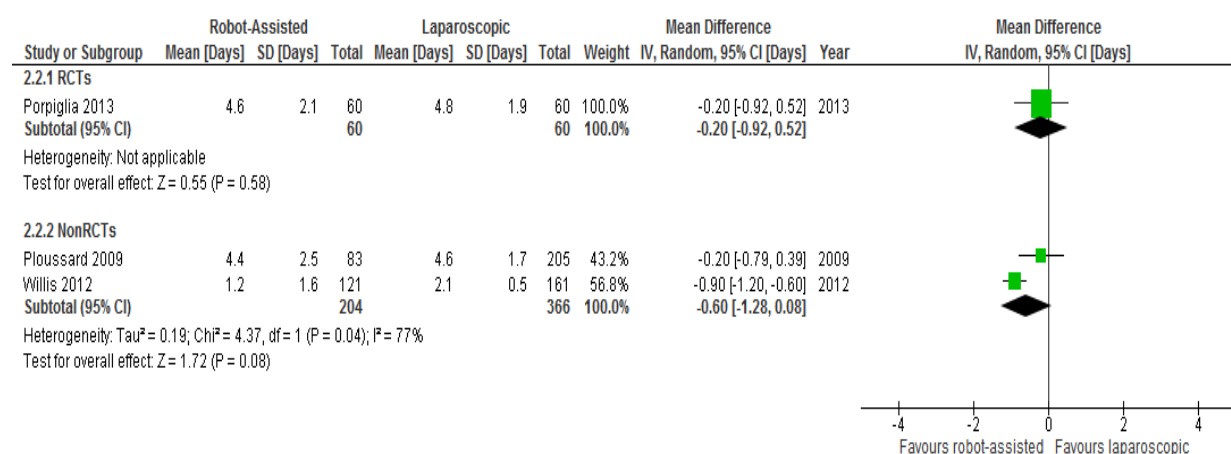 Robot-Assisted Laparoscopic Mean Difference Mean Difference
Study or Subgroup Mean [Days] SD [Days] Total Mean [Days] SD [Days] Total Weight IV, Random, 95% CI [Days] Year IV, Random, 95% CI [Days]
2.2.1 RCTs
Porpiglia 2013 4.6 2.1 60 4.8 1.9 60 100.0% -0.20 [-0.92, 0.52] 2013
Subtotal (95% CI) 60 60 100.0% -0.20 [-0.92, 0.52]
Heterogeneity: Not applicable
Test for overall effect: Z = 0.55 (P = 0.58)
2.2.2 NonRCTs
Ploussard 2009 4.4 2.5 83 4.6 1.7 205 43.2% -0.20 [-0.79, 0.39] 2009
Willis 2012 1.2 1.6 121 2.1 0.5 161 56.8% -0.90 [-1.20, -0.60] 2012
Subtotal (95% CI) 204 366 100.0% -0.60 [-1.28, 0.08]
Heterogeneity: Tau² = 0.19; Chi² = 4.37, df = 1 (P = 0.04); I² = 77%
Test for overall effect: Z = 1.72 (P = 0.08)
-4 -2 0 2 4
Favours robot-assisted Favours laparoscopic